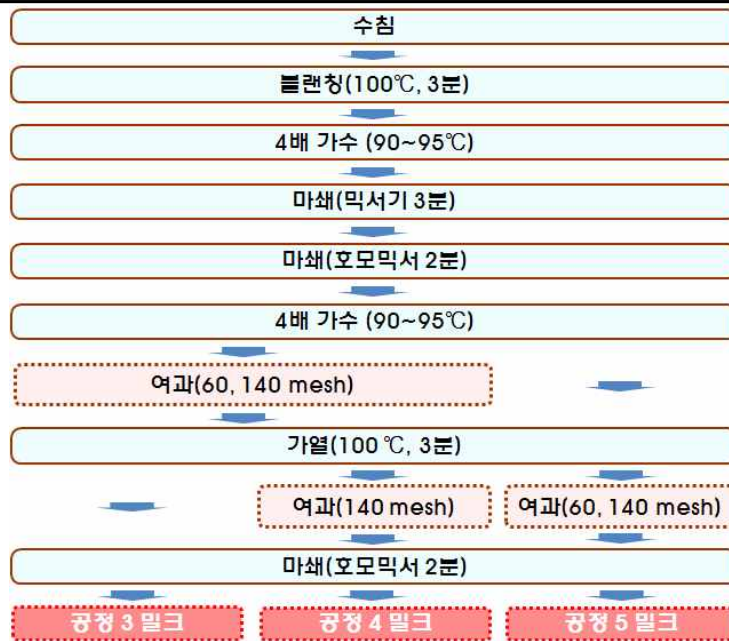 수침
블랜칭(100℃, 3분)
4배 가수 (90~95℃)
마쇄(믹서기 3분)
마쇄(호모믹서 2분)
4배 가수 (90~95℃)
여과(60, 140 mesh)
가열(100 ℃, 3분)
여과(140 mesh) 여과(60, 140 mesh)
마쇄(호모믹서 2분)
공정 3 밀크 공정 4 밀크 공정 5 밀크